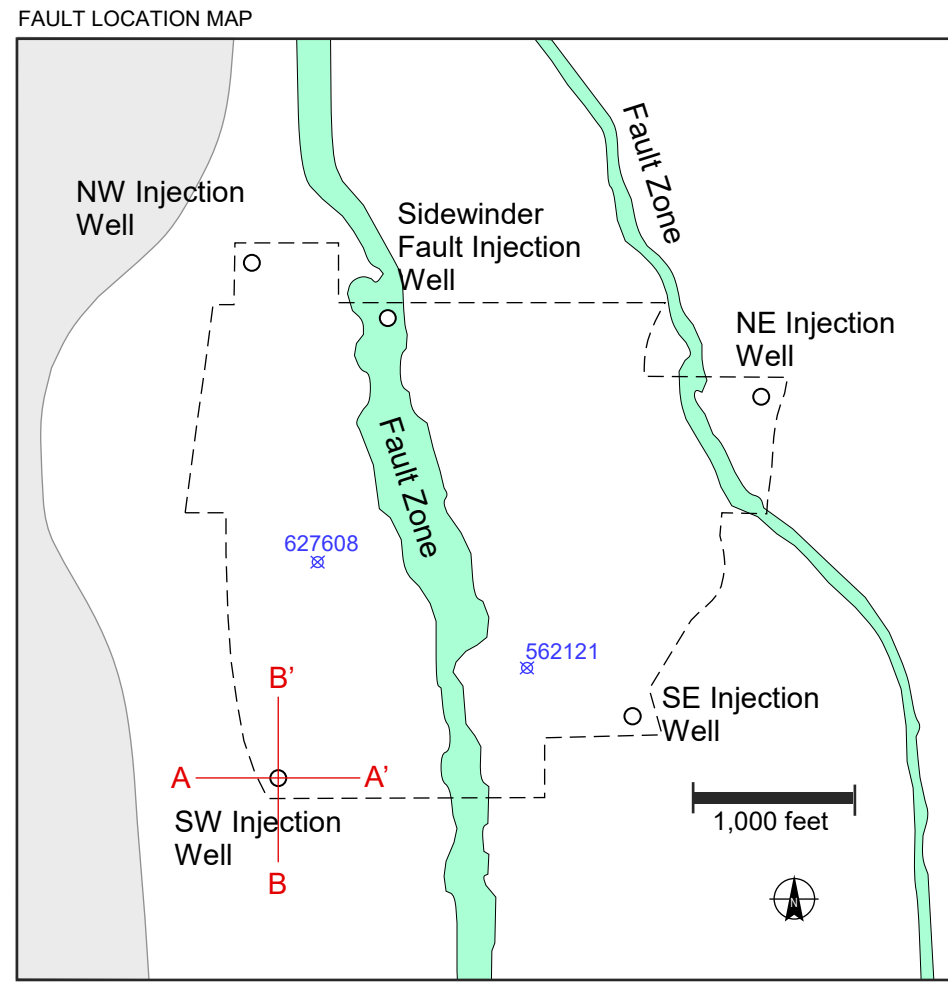 FAULT LOCATION MAP
NW Injection
Well
Sidewinder
Fault Injection
Well
Fault Zone
NE Injection
Well
Fault Zone
627608
562121
B’
A
A’
B
SW Injection
Well
SE Injection
Well
1,000 feet
N